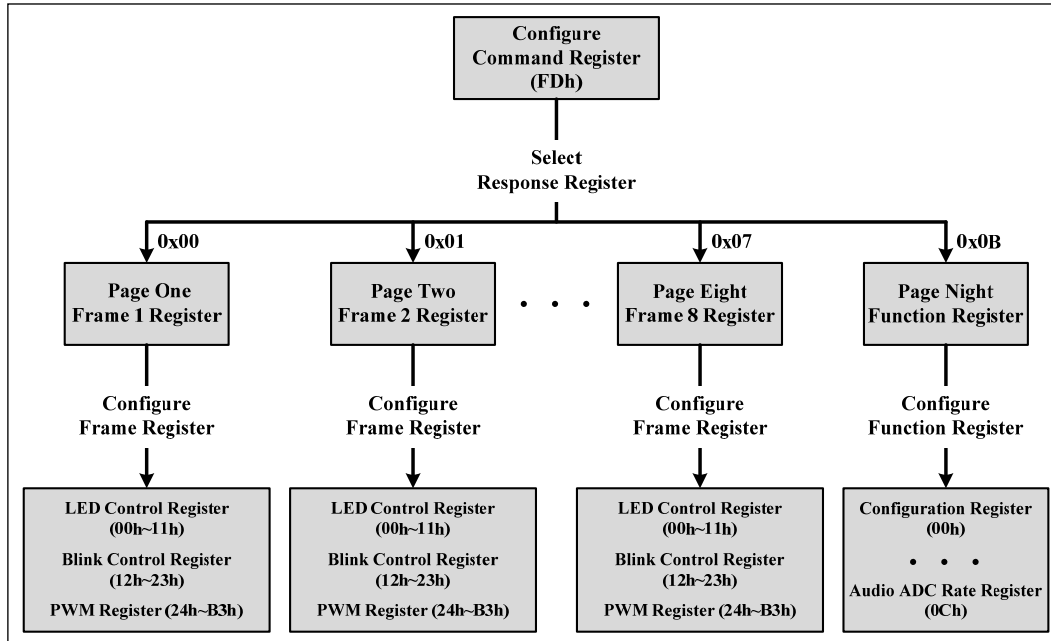 Configure
Command Register
(FDh)
Select
Response Register
0x00
0x01
0x07
0x0B
Page One
Frame 1 Register
Page Two
Frame 2 Register
. . .
Page Eight
Frame 8 Register
Page Night
Function Register
Configure
Frame Register
Configure
Frame Register
Configure
Frame Register
Configure
Function Register
LED Control Register
(00h~11h)
Blink Control Register
(12h~23h)
PWM Register (24h~B3h)
LED Control Register
(00h~11h)
Blink Control Register
(12h~23h)
PWM Register (24h~B3h)
LED Control Register
(00h~11h)
Blink Control Register
(12h~23h)
PWM Register (24h~B3h)
Configuration Register
(00h)
. . .
Audio ADC Rate Register
(0Ch)